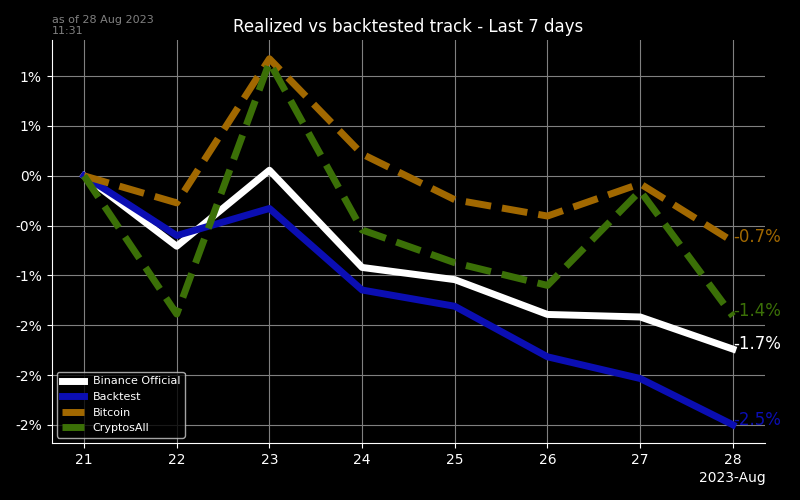 as of 28 Aug 2023
11:31
Realized vs backtested track - Last 7 days
1%
1%
0%
-0%
-1%
-2%
-2%
-2%
-0.7%
-1.4%
-1.7%
-2.5%
Binance Official
Backtest
Bitcoin
CryptosAll
21 22 23 24 25 26 27 28
2023-Aug